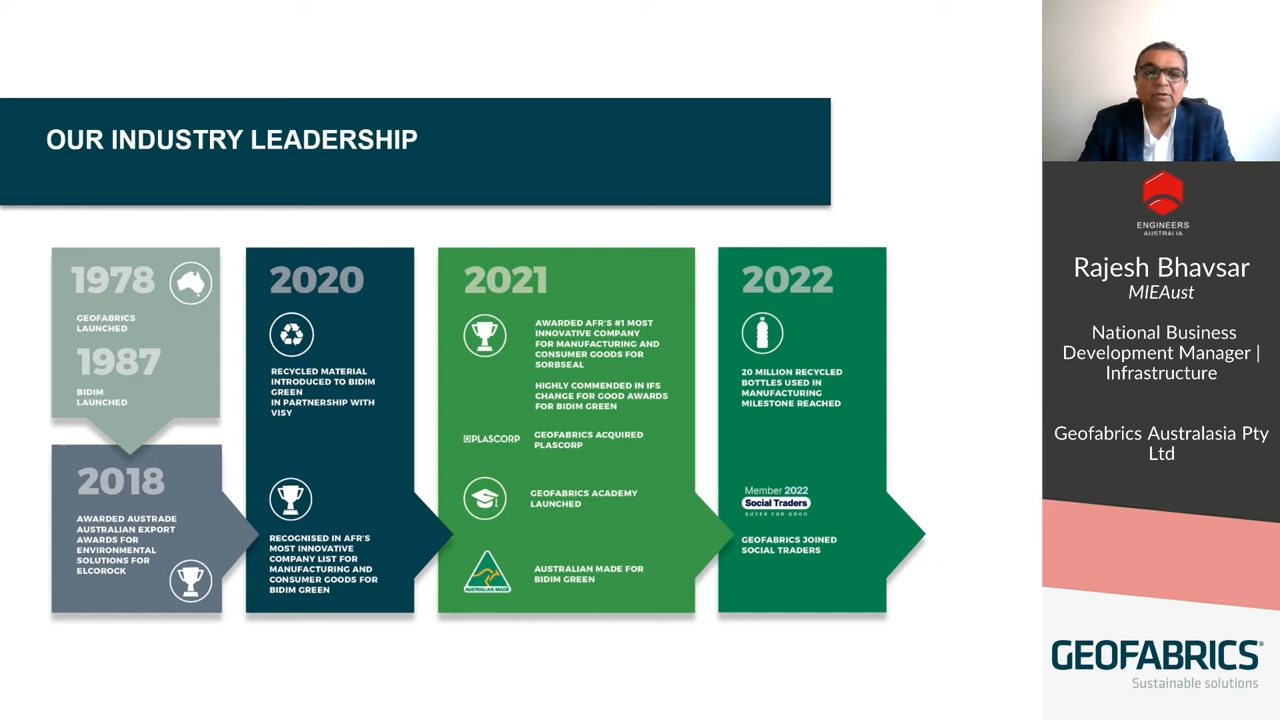 OUR INDUSTRY LEADERSHIP
1978
GEOFABRICS
LAUNCHED
1987
BIDIM
LAUNCHED
2018
AWARDED AUSTRADE
AUSTRALIAN EXPORT
AWARDS FOR
ENVIRONMENTAL
SOLUTIONS FOR
ELCOROCK
2020
RECYCLED MATERIAL
INTRODUCED TO BIDIM
GREEN
IN PARTNERSHIP WITH
VISY
RECOGNISED IN AFR'S
MOST INNOVATIVE
COMPANY LIST FOR
MANUFACTURING AND
CONSUMER GOODS FOR
BIDIM GREEN
2021
AWARDED AFR'S #1 MOST
INNOVATIVE COMPANY
FOR MANUFACTURING AND
CONSUMER GOODS FOR
SORBSEAL
HIGHLY COMMENDED IN IFS
CHANGE FOR GOOD AWARDS
FOR BIDIM GREEN
PLASCORP
GEOFABRICS ACQUIRED
PLASCORP
GEOFABRICS ACADEMY
LAUNCHED
AUSTRALIAN MADE
AUSTRALIAN MADE FOR
BIDIM GREEN
2022
20 MILLION RECYCLED
BOTTLES USED IN
MANUFACTURING
MILESTONE REACHED
Member 2022
Social Traders
BUYER FOR GOOD
GEOFABRICS JOINED
SOCIAL TRADERS
ENGINEERS
AUSTRALIA
Rajesh Bhavsar
MIEAust
National Business
Development Manager |
Infrastructure
Geofabrics Australasia Pty
Ltd
GEOFABRICS®
Sustainable solutions